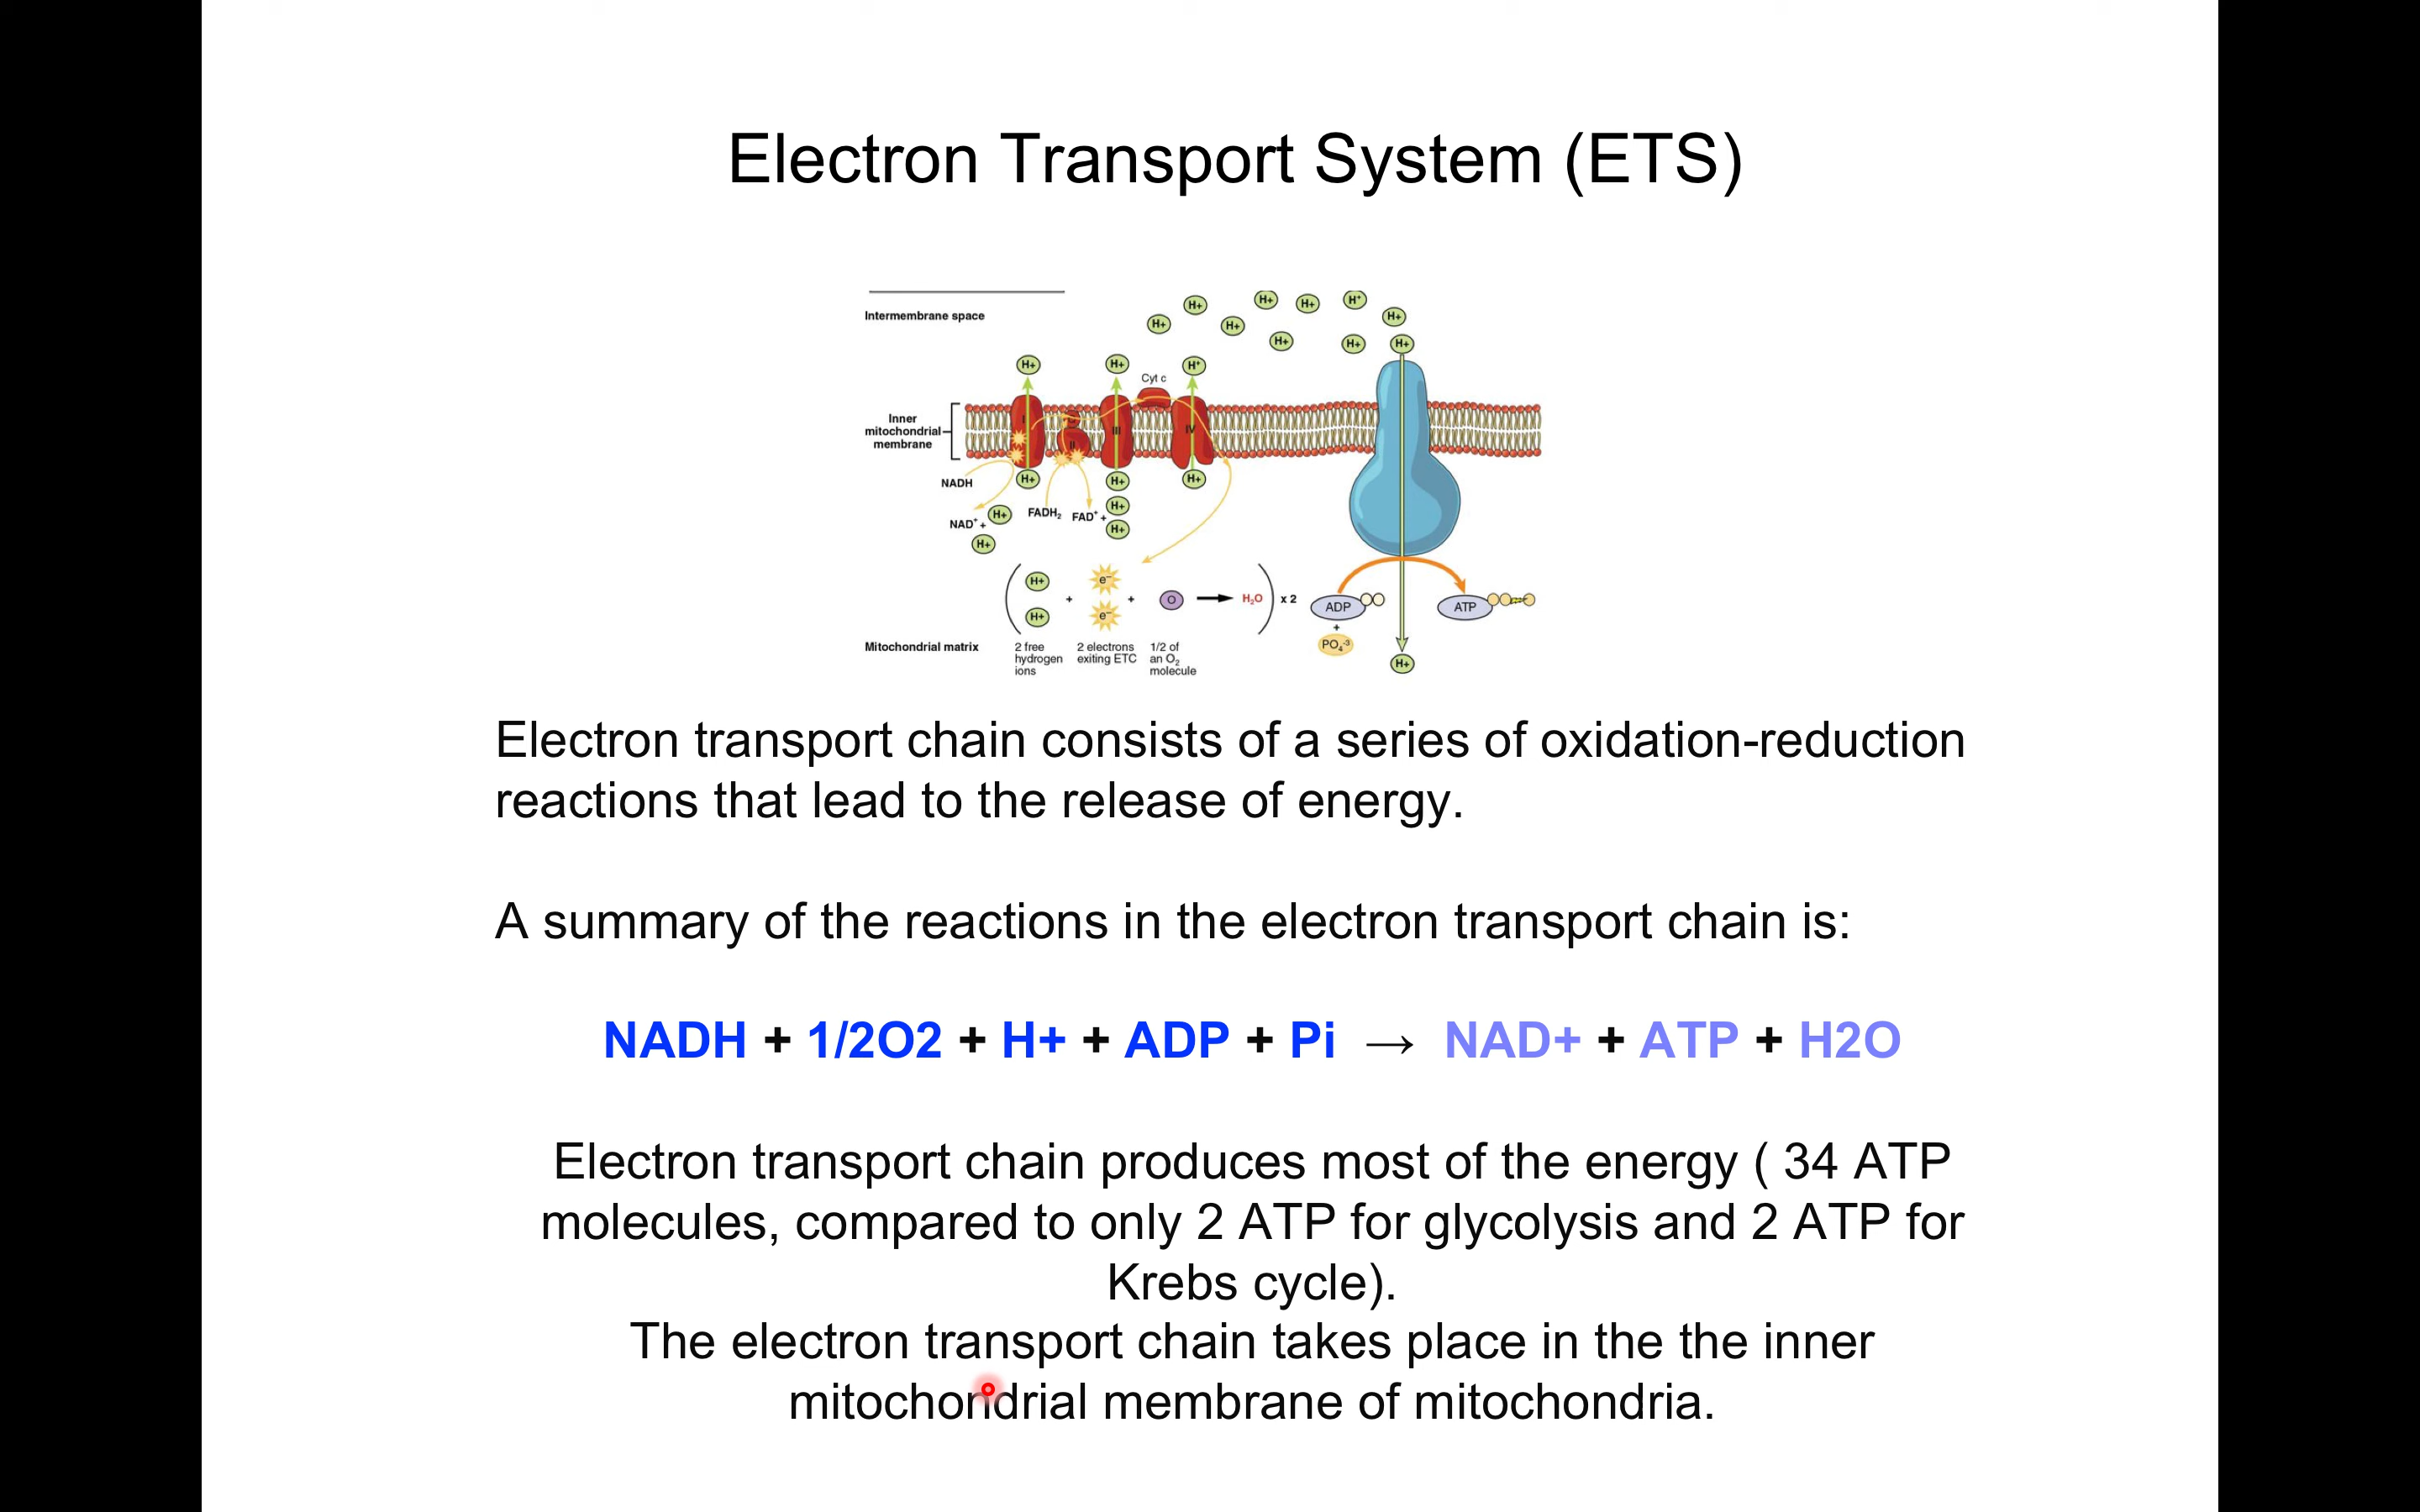 Electron Transport System (ETS)
Intermembrane space
H+ H+ H+ H+ H+ H+ H+ H+ H+ H+
H+ H+ H+
Cyt c
Inner
mitochondrial
membrane
I II III IV
NADH
H+ H+ H+
NAD+ + H+ FADH2 FAD+ + H+
H+ H+
H+ e- 
+ + O → H2O x 2
H+ e-
ADP ATP
+
PO4-3
H+
Mitochondrial matrix
2 free
hydrogen
ions
2 electrons
exiting ETC
1/2 of
an O2
molecule
Electron transport chain consists of a series of oxidation-reduction
reactions that lead to the release of energy.
A summary of the reactions in the electron transport chain is:
NADH + 1/2O2 + H+ + ADP + Pi → NAD+ + ATP + H2O
Electron transport chain produces most of the energy ( 34 ATP
molecules, compared to only 2 ATP for glycolysis and 2 ATP for
Krebs cycle).
The electron transport chain takes place in the the inner
mitochondrial membrane of mitochondria.